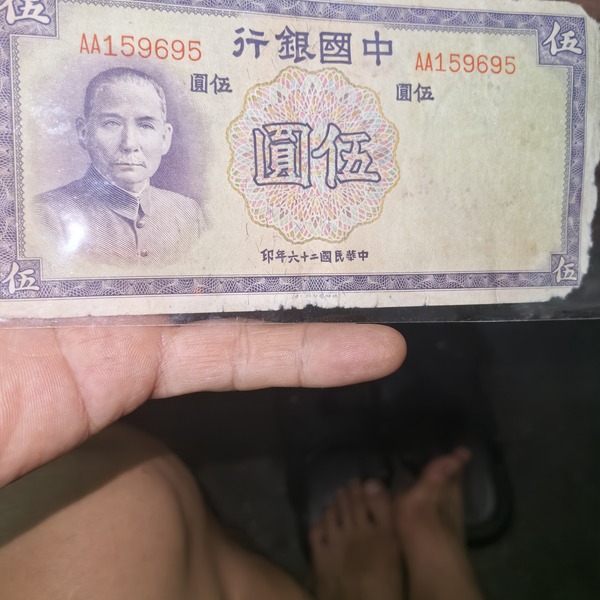 伍 伍
AA159695 行銀國中 AA159695
圓伍 圓伍
圓伍
印年六十二國民華中
伍 伍